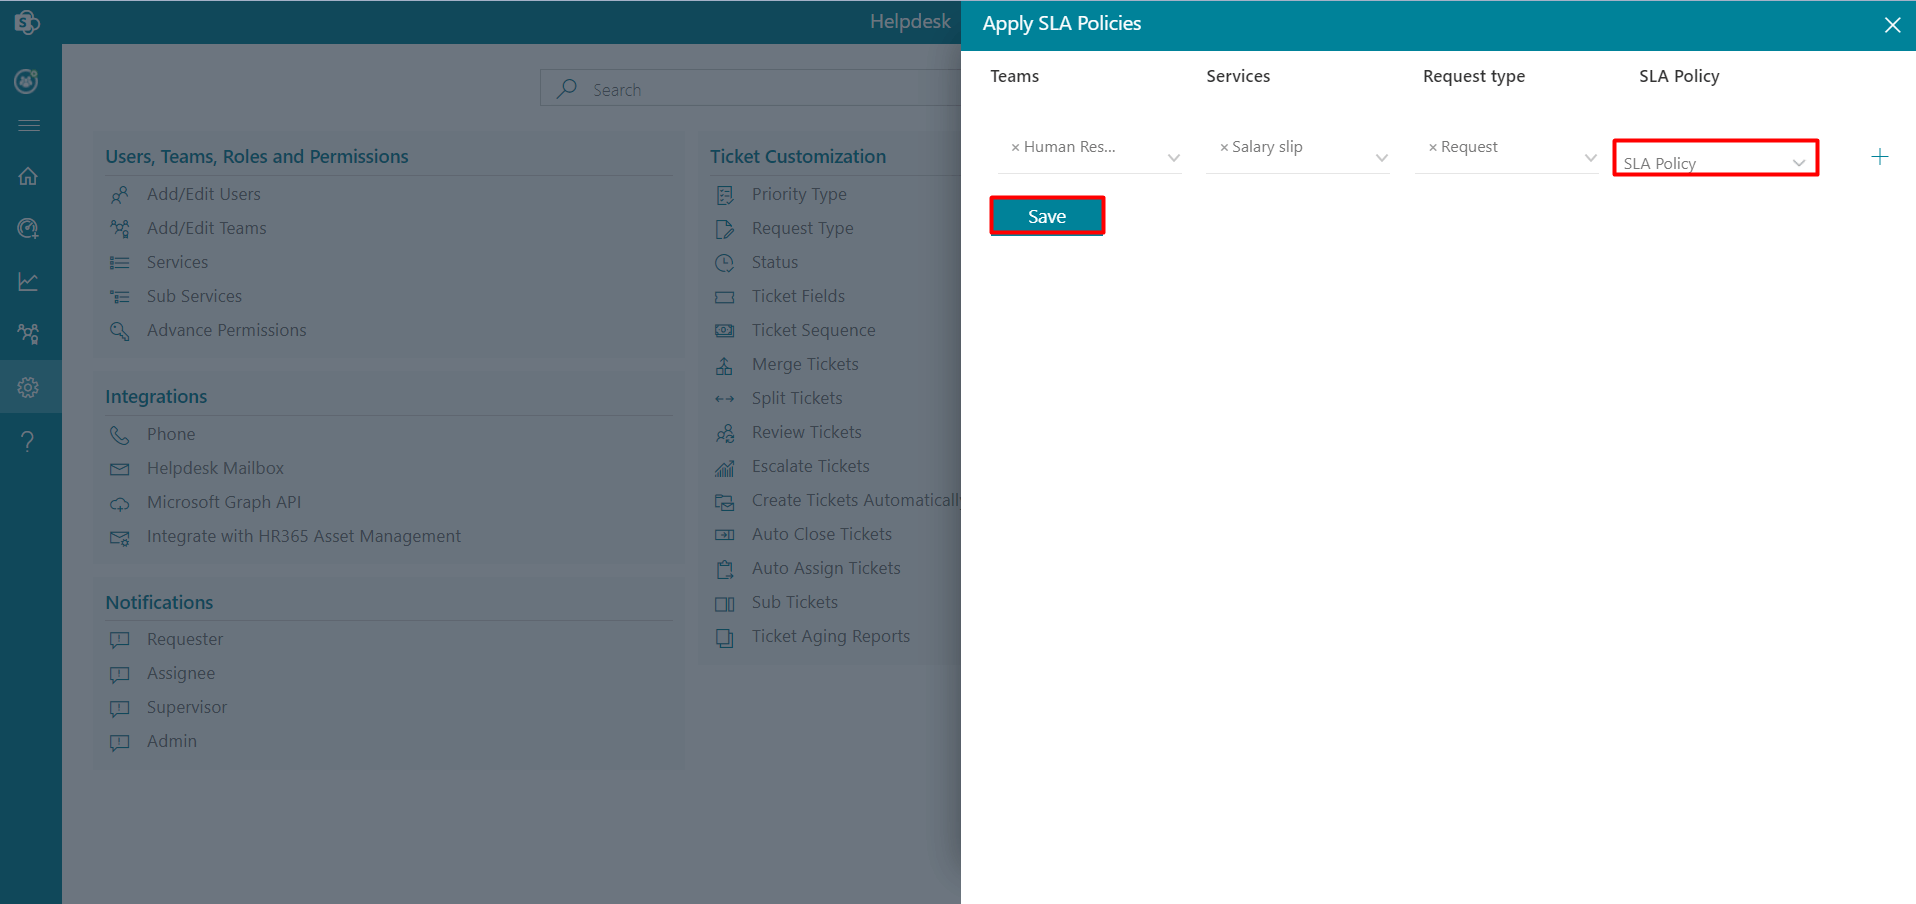 Helpdesk
Search
Users, Teams, Roles and Permissions
Add/Edit Users
Add/Edit Teams
Services
Sub Services
Advance Permissions
Integrations
Phone
Helpdesk Mailbox
Microsoft Graph API
Integrate with HR365 Asset Management
Notifications
Requester
Assignee
Supervisor
Admin
Ticket Customization
Priority Type
Request Type
Status
Ticket Fields
Ticket Sequence
Merge Tickets
Split Tickets
Review Tickets
Escalate Tickets
Create Tickets Automatically
Auto Close Tickets
Auto Assign Tickets
Sub Tickets
Ticket Aging Reports
Apply SLA Policies
Teams Services Request type SLA Policy
× Human Res... × Salary slip × Request SLA Policy
Save